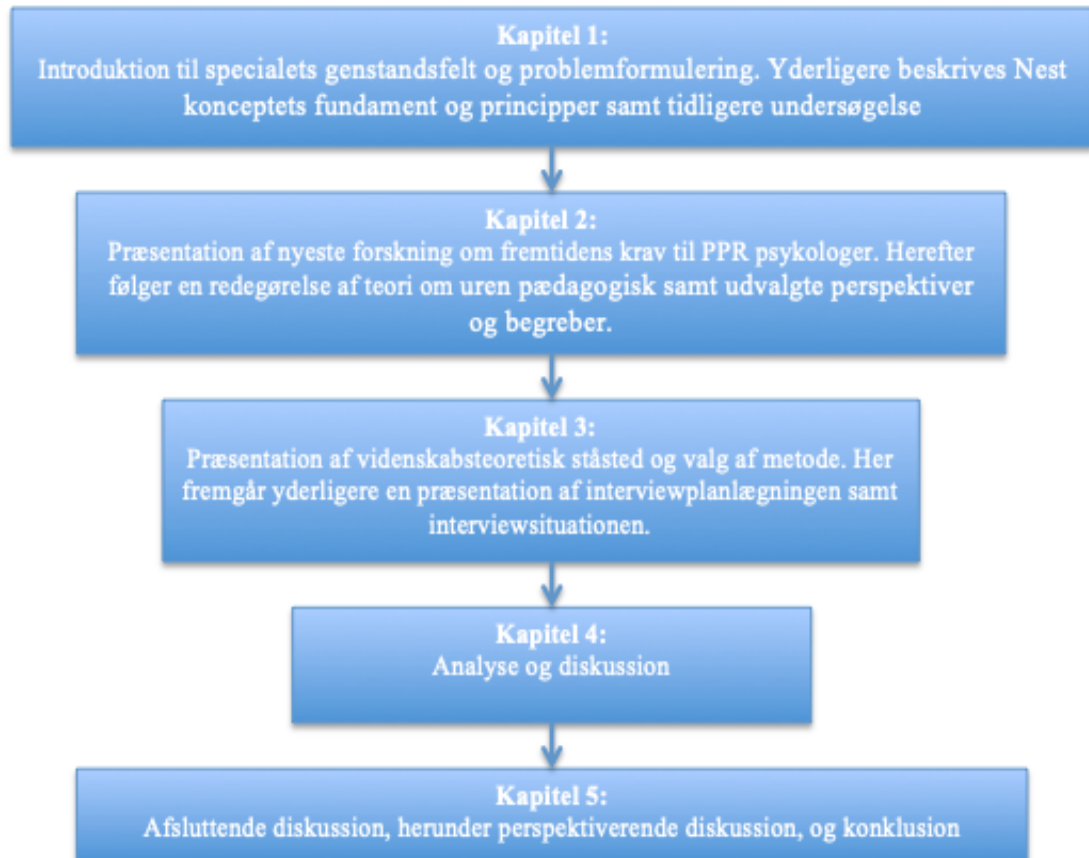 Kapitel 1:
Introduktion til specialets genstandsfelt og problemformulering. Yderligere beskrives Nest
konceptets fundament og principper samt tidligere undersøgelse
Kapitel 2:
Præsentation af nyeste forskning om fremtidens krav til PPR psykologer. Herefter
følger en redegørelse af teori om uren pædagogisk samt udvalgte perspektiver
og begreber.
Kapitel 3:
Præsentation af videnskabsteoretisk ståsted og valg af metode. Her
fremgår yderligere en præsentation af interviewplanlægningen samt
interviewsituationen.
Kapitel 4:
Analyse og diskussion
Kapitel 5:
Afsluttende diskussion, herunder perspektiverende diskussion, og konklusion